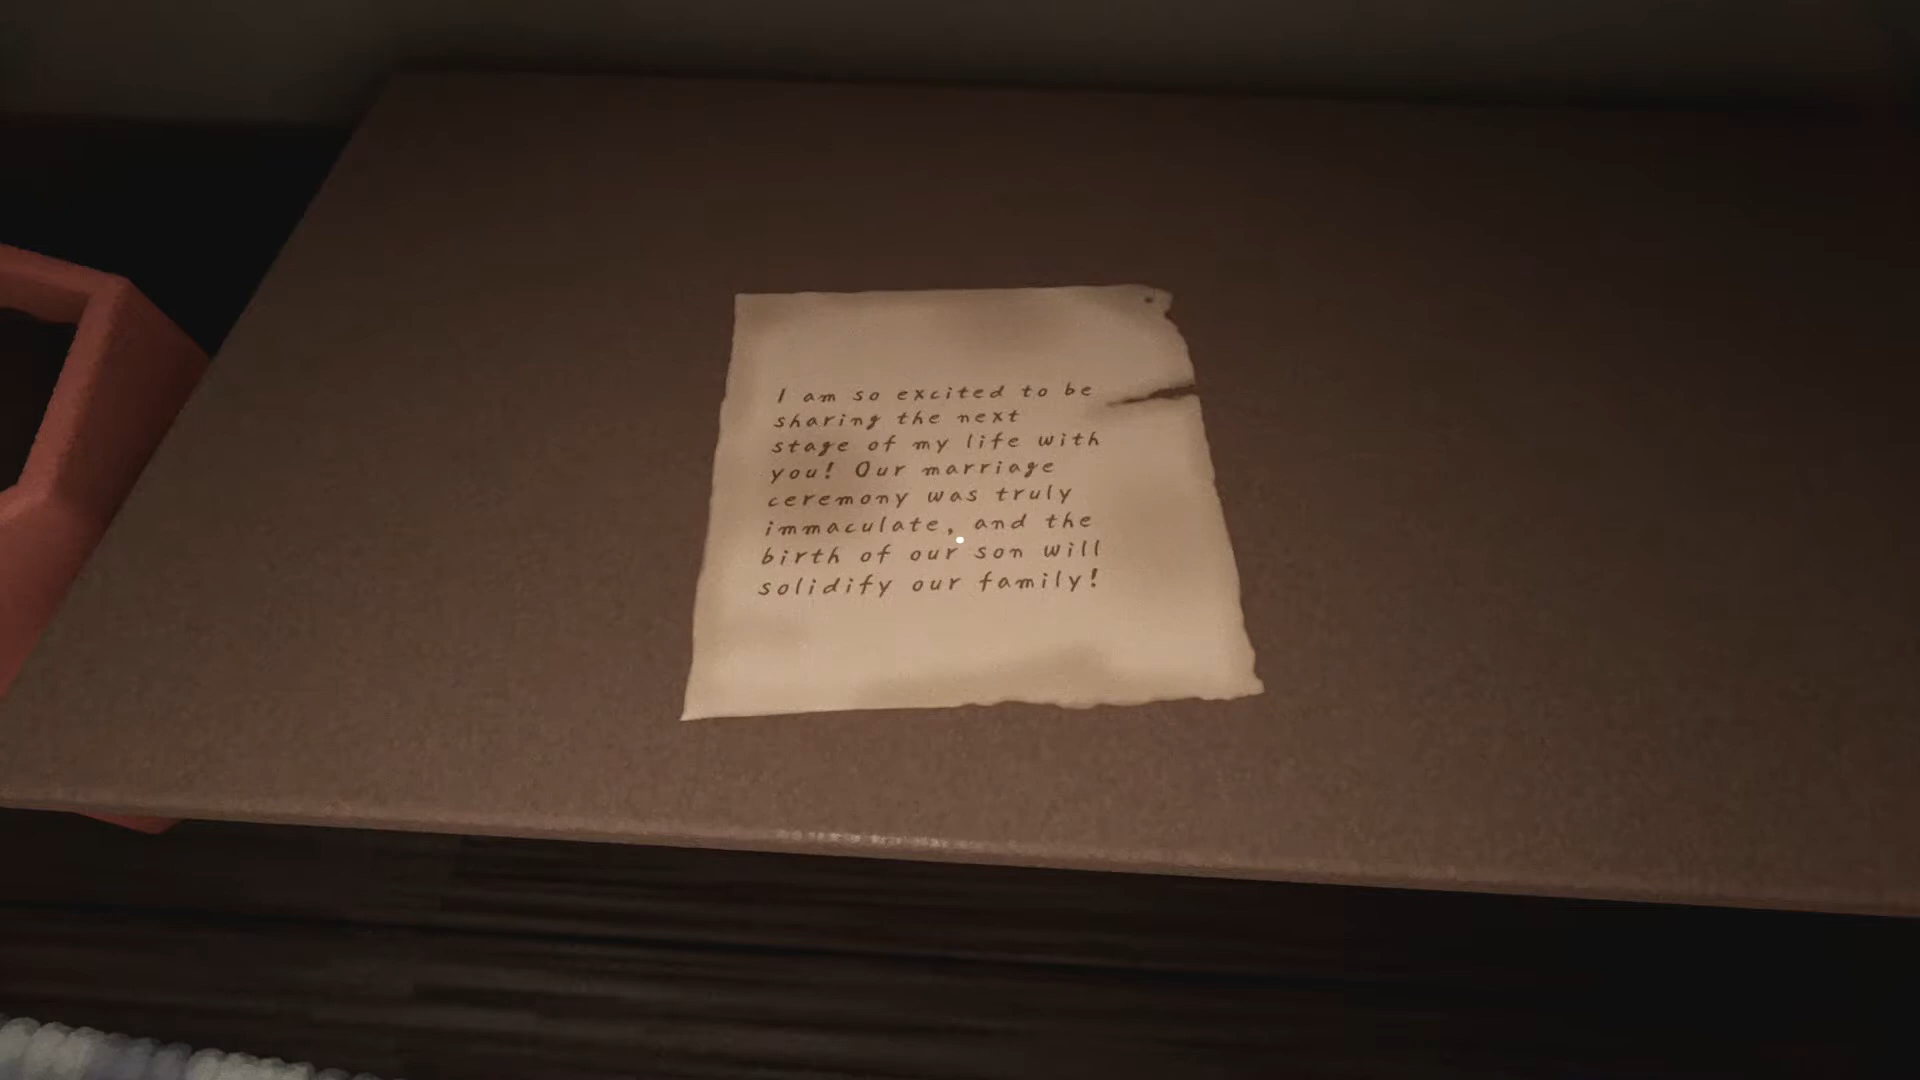 I am so excited to be
sharing the next
stage of my life with
you! Our marriage
ceremony was truly
immaculate, and the
birth of our son will
solidify our family!